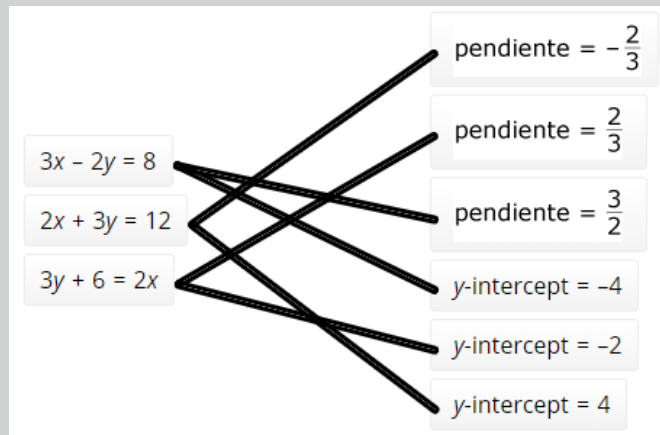 3x – 2y = 8
2x + 3y = 12
3y + 6 = 2x
pendiente = -2/3
pendiente = 2/3
pendiente = 3/2
y-intercept = –4
y-intercept = –2
y-intercept = 4